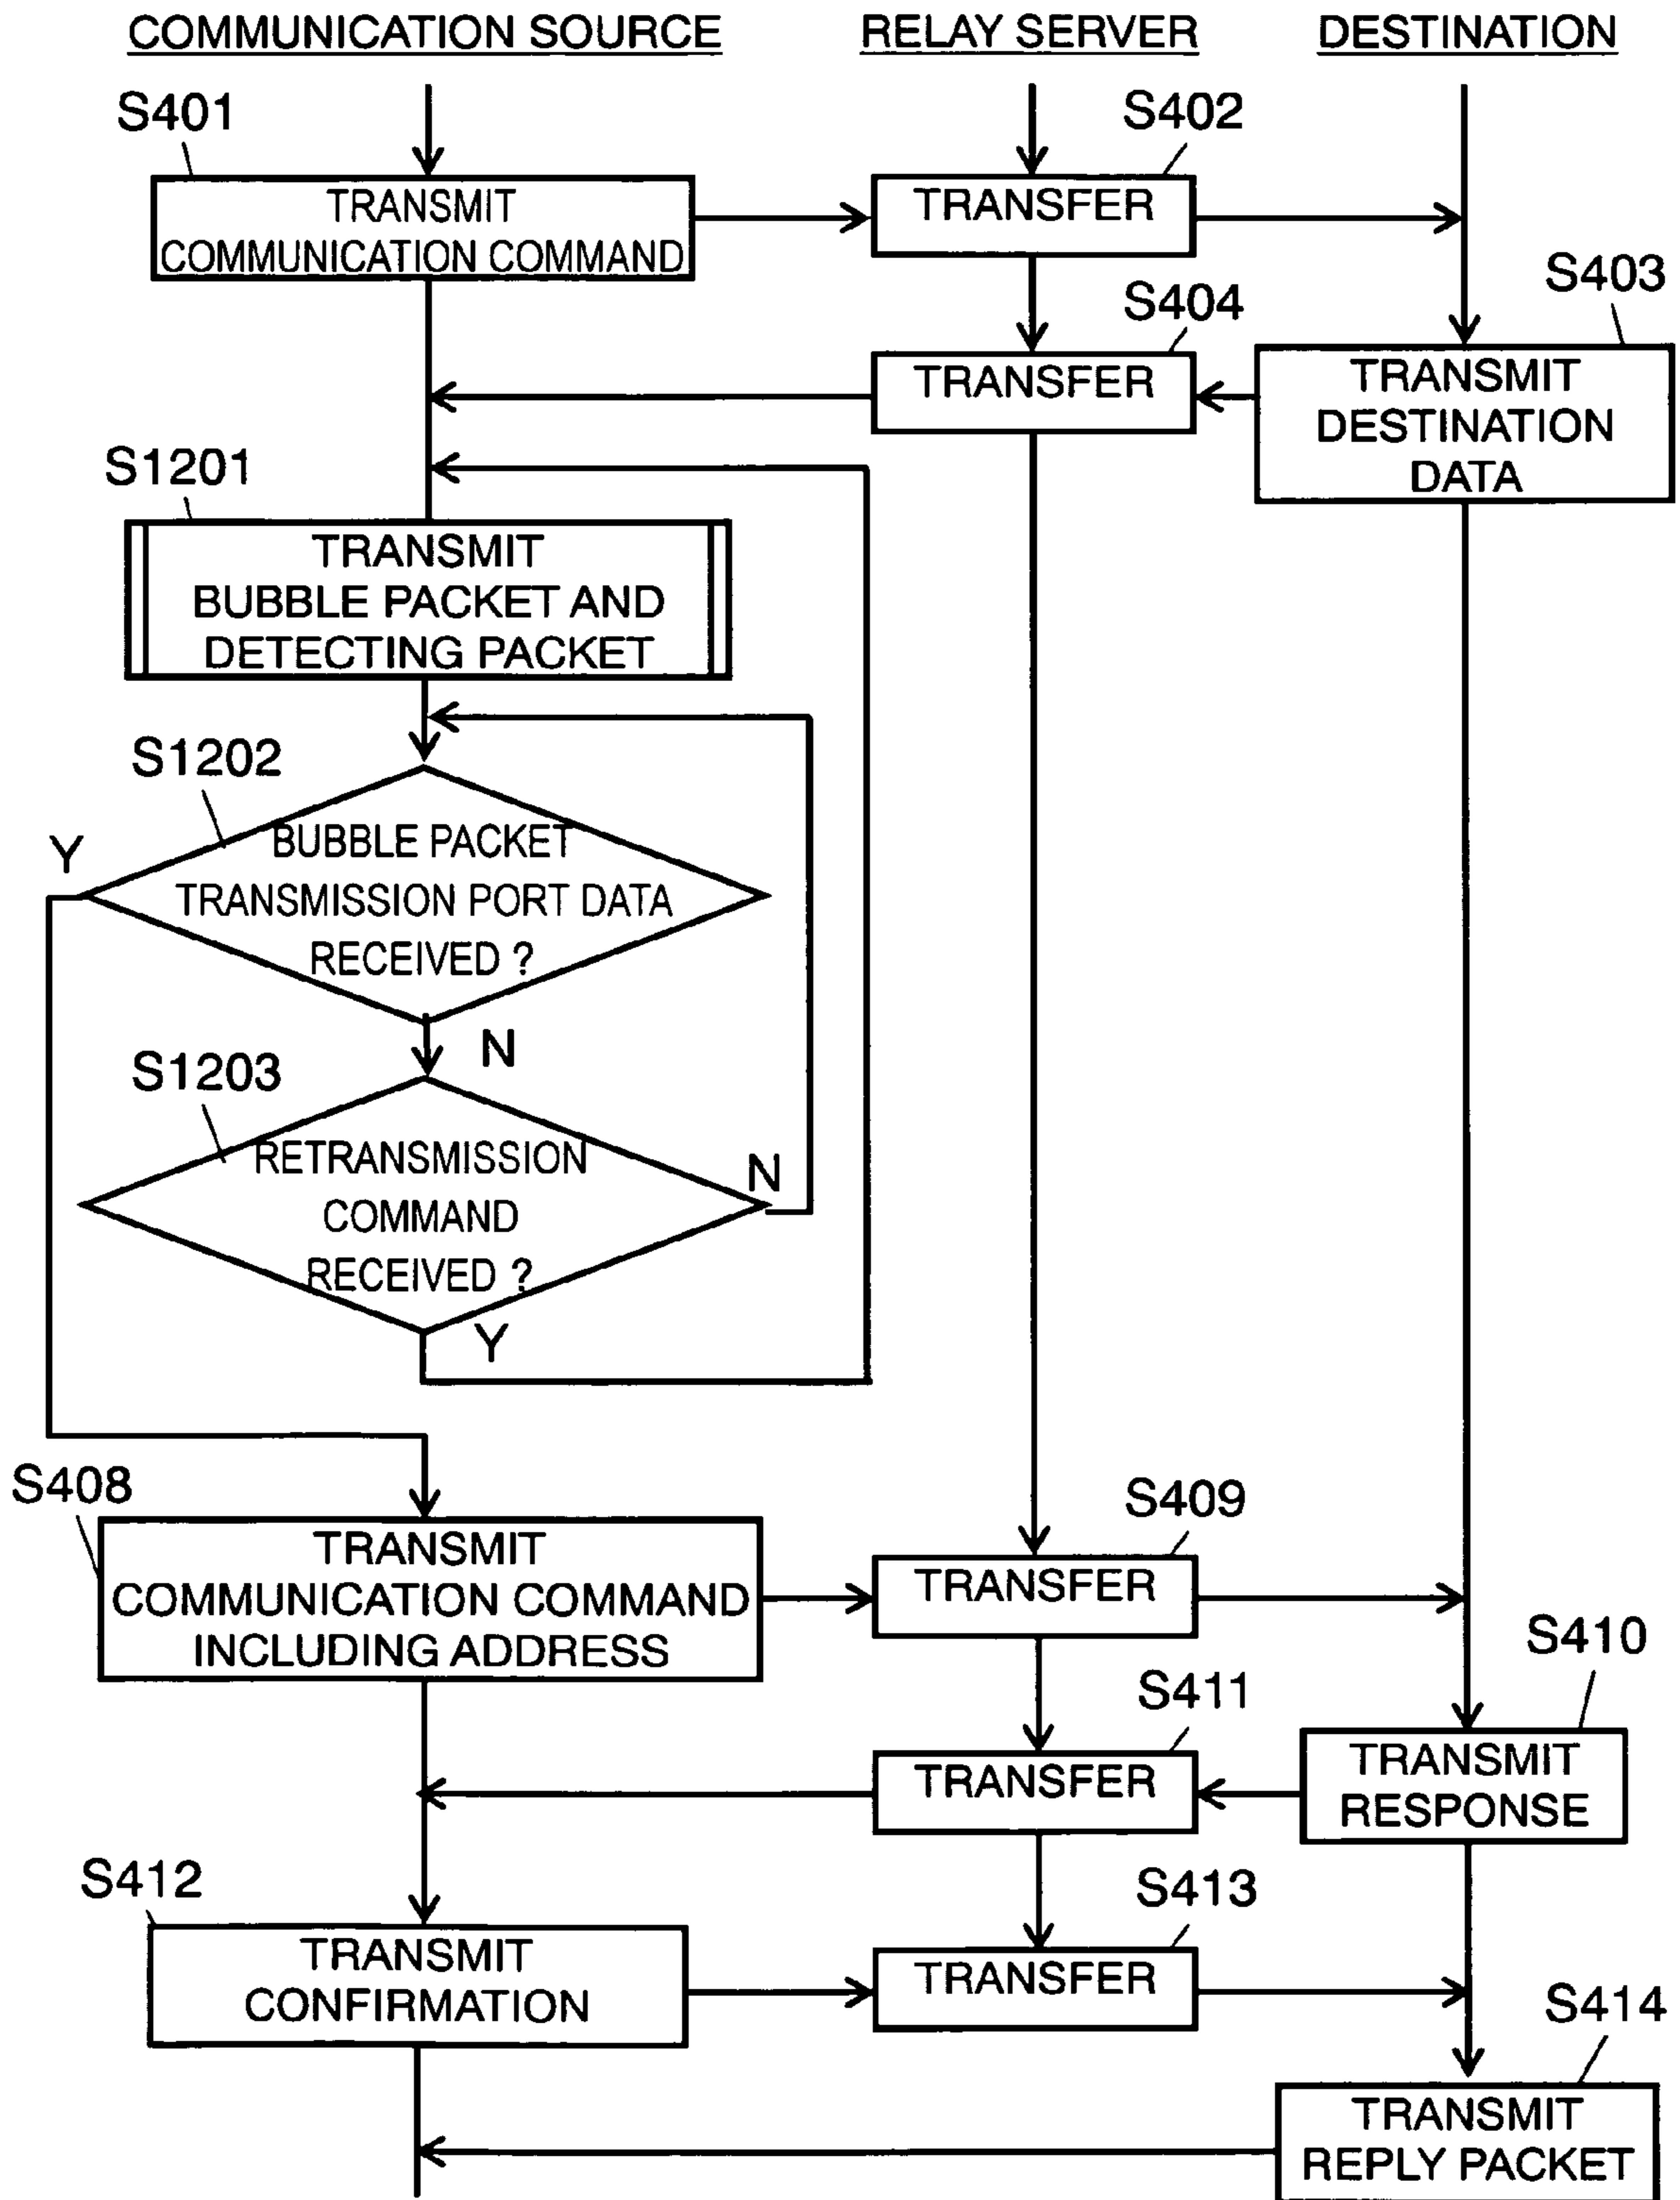 COMMUNICATION SOURCE
RELAY SERVER
DESTINATION
S401
S402
TRANSMIT
COMMUNICATION COMMAND
TRANSFER
S403
S404
TRANSFER
TRANSMIT
DESTINATION
DATA
S1201
TRANSMIT
BUBBLE PACKET AND
DETECTING PACKET
S1202
Y
BUBBLE PACKET
TRANSMISSION PORT DATA
RECEIVED ?
N
S1203
RETRANSMISSION
COMMAND
RECEIVED ?
N
Y
S408
TRANSMIT
COMMUNICATION COMMAND
INCLUDING ADDRESS
S409
TRANSFER
S410
S411
TRANSFER
TRANSMIT
RESPONSE
S412
TRANSMIT
CONFIRMATION
S413
TRANSFER
S414
TRANSMIT
REPLY PACKET